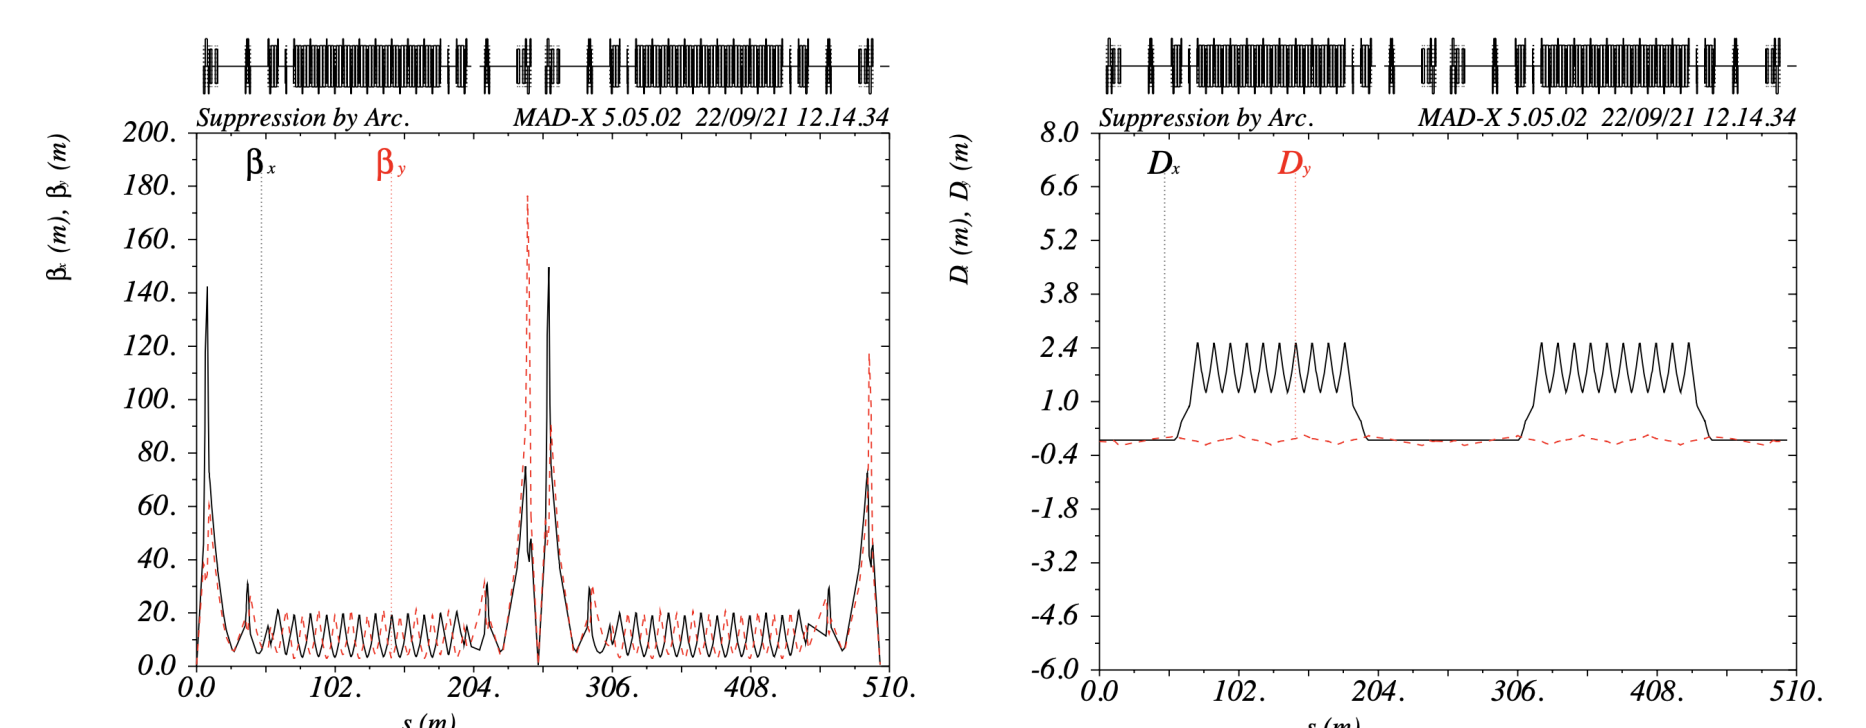 Suppression by Arc. MAD-X 5.05.02 22/09/21 12.14.34
βx (m), βy (m)
βx βy
200.
180.
160.
140.
120.
100.
80.
60.
40.
20.
0.0
0.0 102. 204. 306. 408. 510.
s (m)
Suppression by Arc. MAD-X 5.05.02 22/09/21 12.14.34
Dx (m), Dy (m)
Dx Dy
8.0
6.6
5.2
3.8
2.4
1.0
-0.4
-1.8
-3.2
-4.6
-6.0
0.0 102. 204. 306. 408. 510.
s (m)